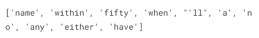 ['name', 'within', 'fifty', 'when', "'ll", 'a', 'n
o', 'any', 'either', 'have']